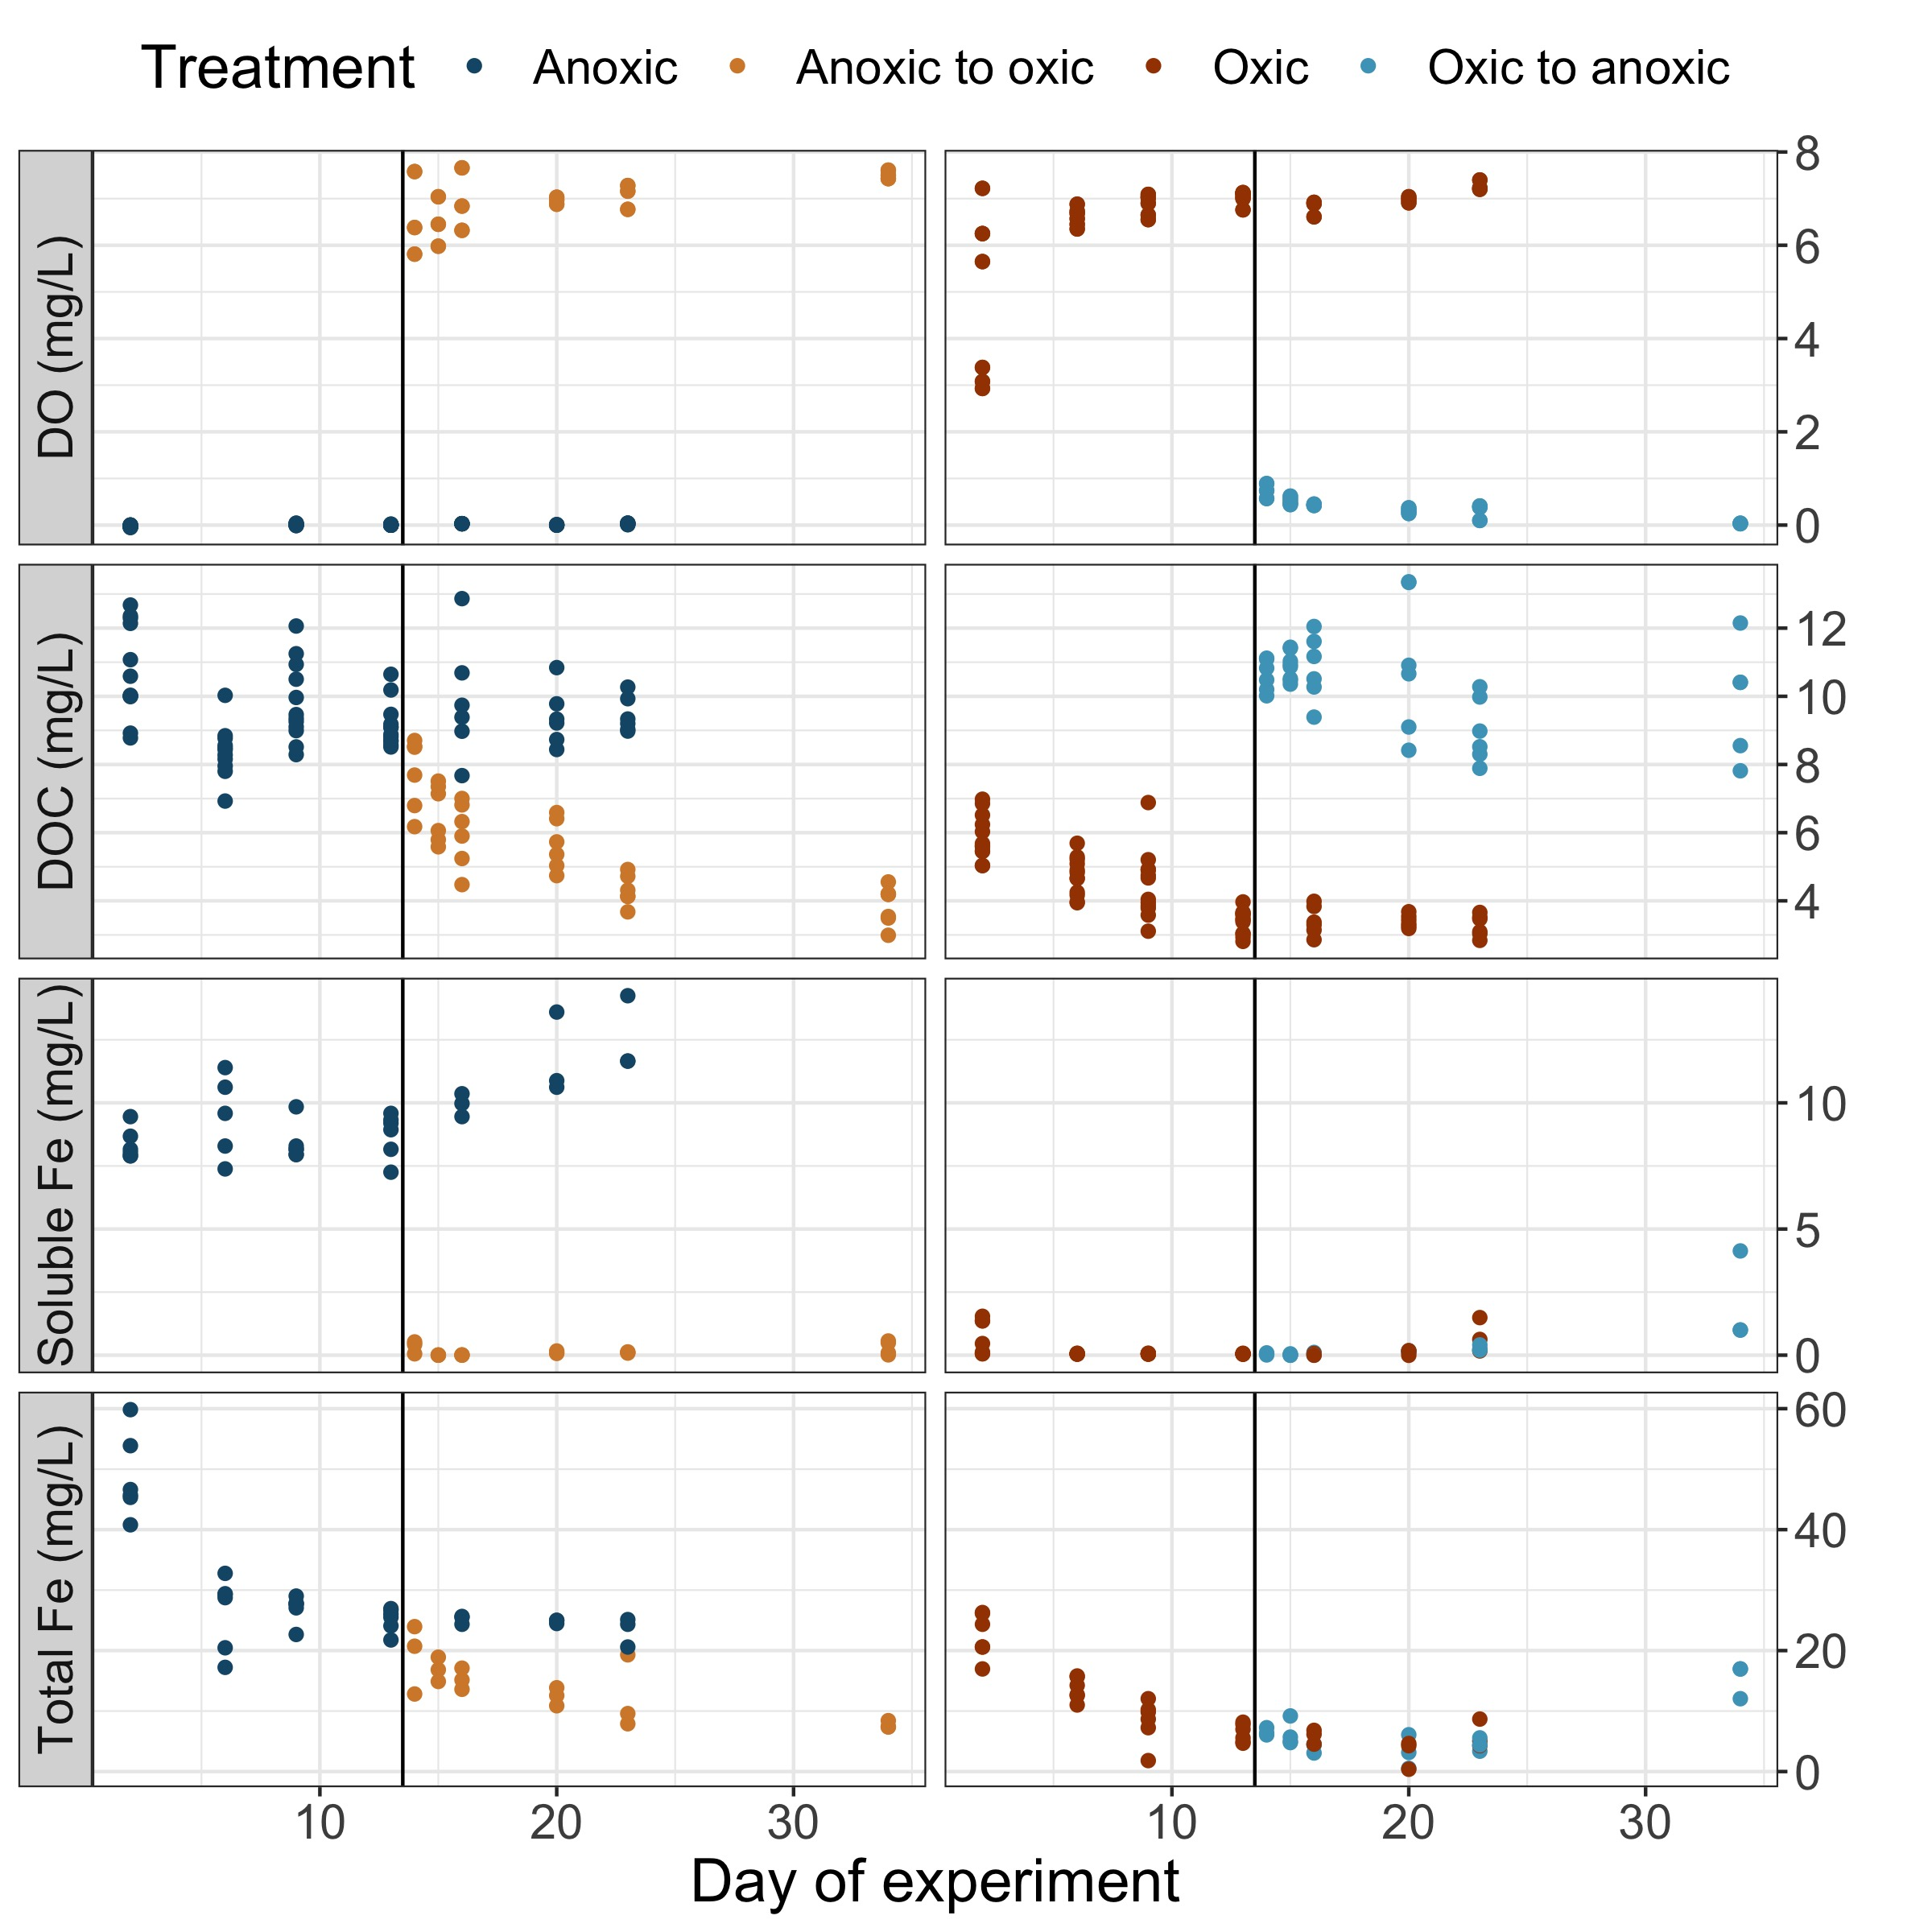 Treatment Anoxic Anoxic to oxic Oxic Oxic to anoxic
DO (mg/L)
8
6
4
2
0
DOC (mg/L)
12
10
8
6
4
Soluble Fe (mg/L)
10
5
0
Total Fe (mg/L)
60
40
20
0
10 20 30 10 20 30
Day of experiment